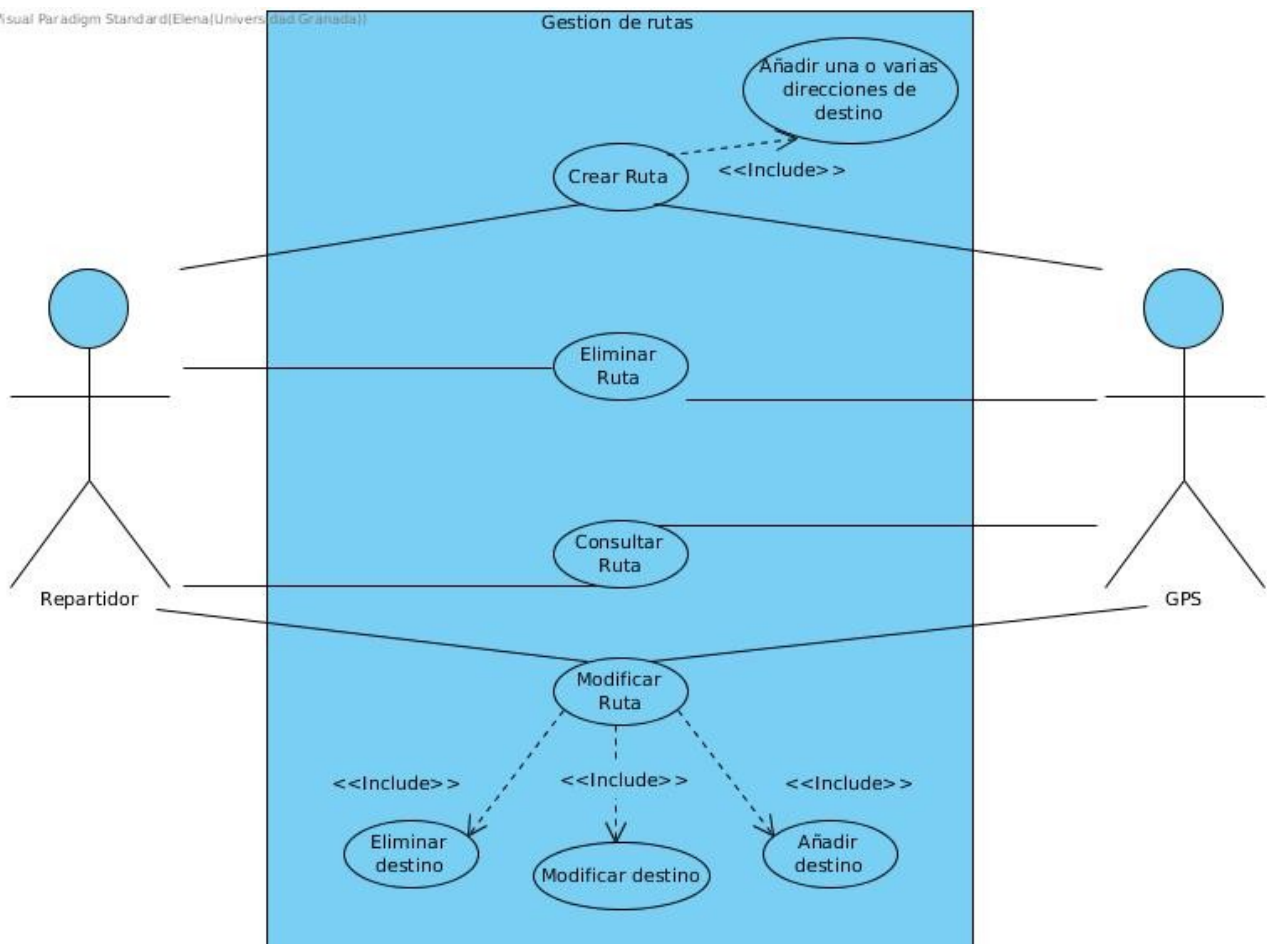 Visual Paradigm Standard(Elena(Universidad Granada))
Gestion de rutas
Añadir una o varias
direcciones de
destino
Crear Ruta
<<Include>>
Eliminar
Ruta
Consultar
Ruta
Repartidor
GPS
Modificar
Ruta
<<Include>>
<<Include>>
<<Include>>
Eliminar
destino
Modificar destino
Añadir
destino